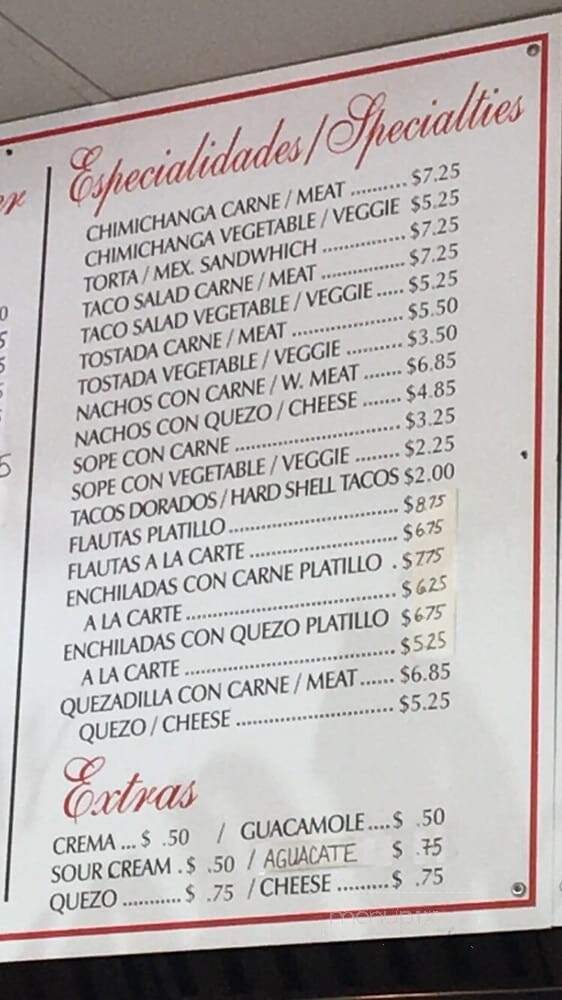 Especialidades/Specialties
CHIMICHANGA CARNE / MEAT .......... $7.25
CHIMICHANGA VEGETABLE / VEGGIE $5.25
TORTA / MEX. SANDWHICH ............... $7.25
TACO SALAD CARNE / MEAT ............... $7.25
TACO SALAD VEGETABLE / VEGGIE ..... $5.25
TOSTADA CARNE / MEAT .................... $5.50
TOSTADA VEGETABLE / VEGGIE .......... $3.50
NACHOS CON CARNE / W. MEAT ....... $6.85
NACHOS CON QUEZO / CHEESE ....... $4.85
SOPE CON CARNE .............................. $3.25
SOPE CON VEGETABLE / VEGGIE ........ $2.25
TACOS DORADOS / HARD SHELL TACOS $2.00
FLAUTAS PLATILLO .............................. $8.75
FLAUTAS A LA CARTE .......................... $6.75
ENCHILADAS CON CARNE PLATILLO . $7.75
A LA CARTE ..................................... $6.25
ENCHILADAS CON QUEZO PLATILLO $6.75
A LA CARTE ..................................... $5.25
QUEZADILLA CON CARNE / MEAT ...... $6.85
QUEZO / CHEESE ............................ $5.25
Extras
CREMA ... $ .50 / GUACAMOLE .... $ .50
SOUR CREAM . $ .50 / AGUACATE $ .75
QUEZO ........... $ .75 / CHEESE ......... $ .75